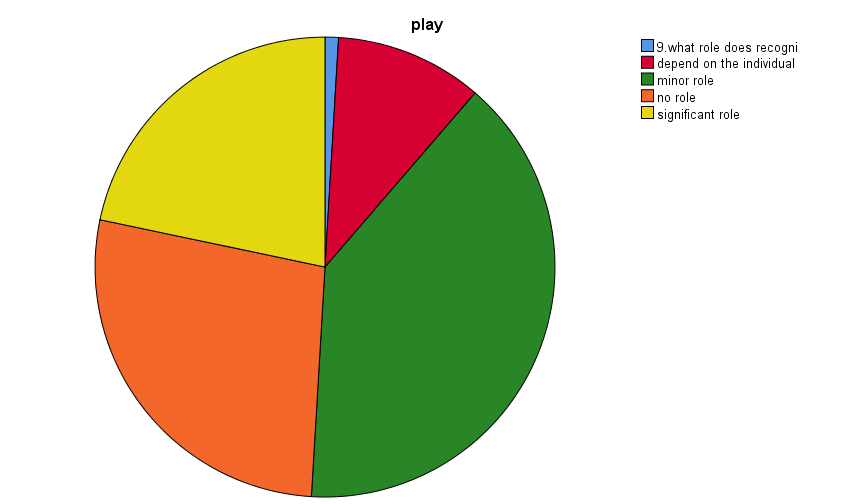 play
9.what role does recogni
depend on the individual
minor role
no role
significant role